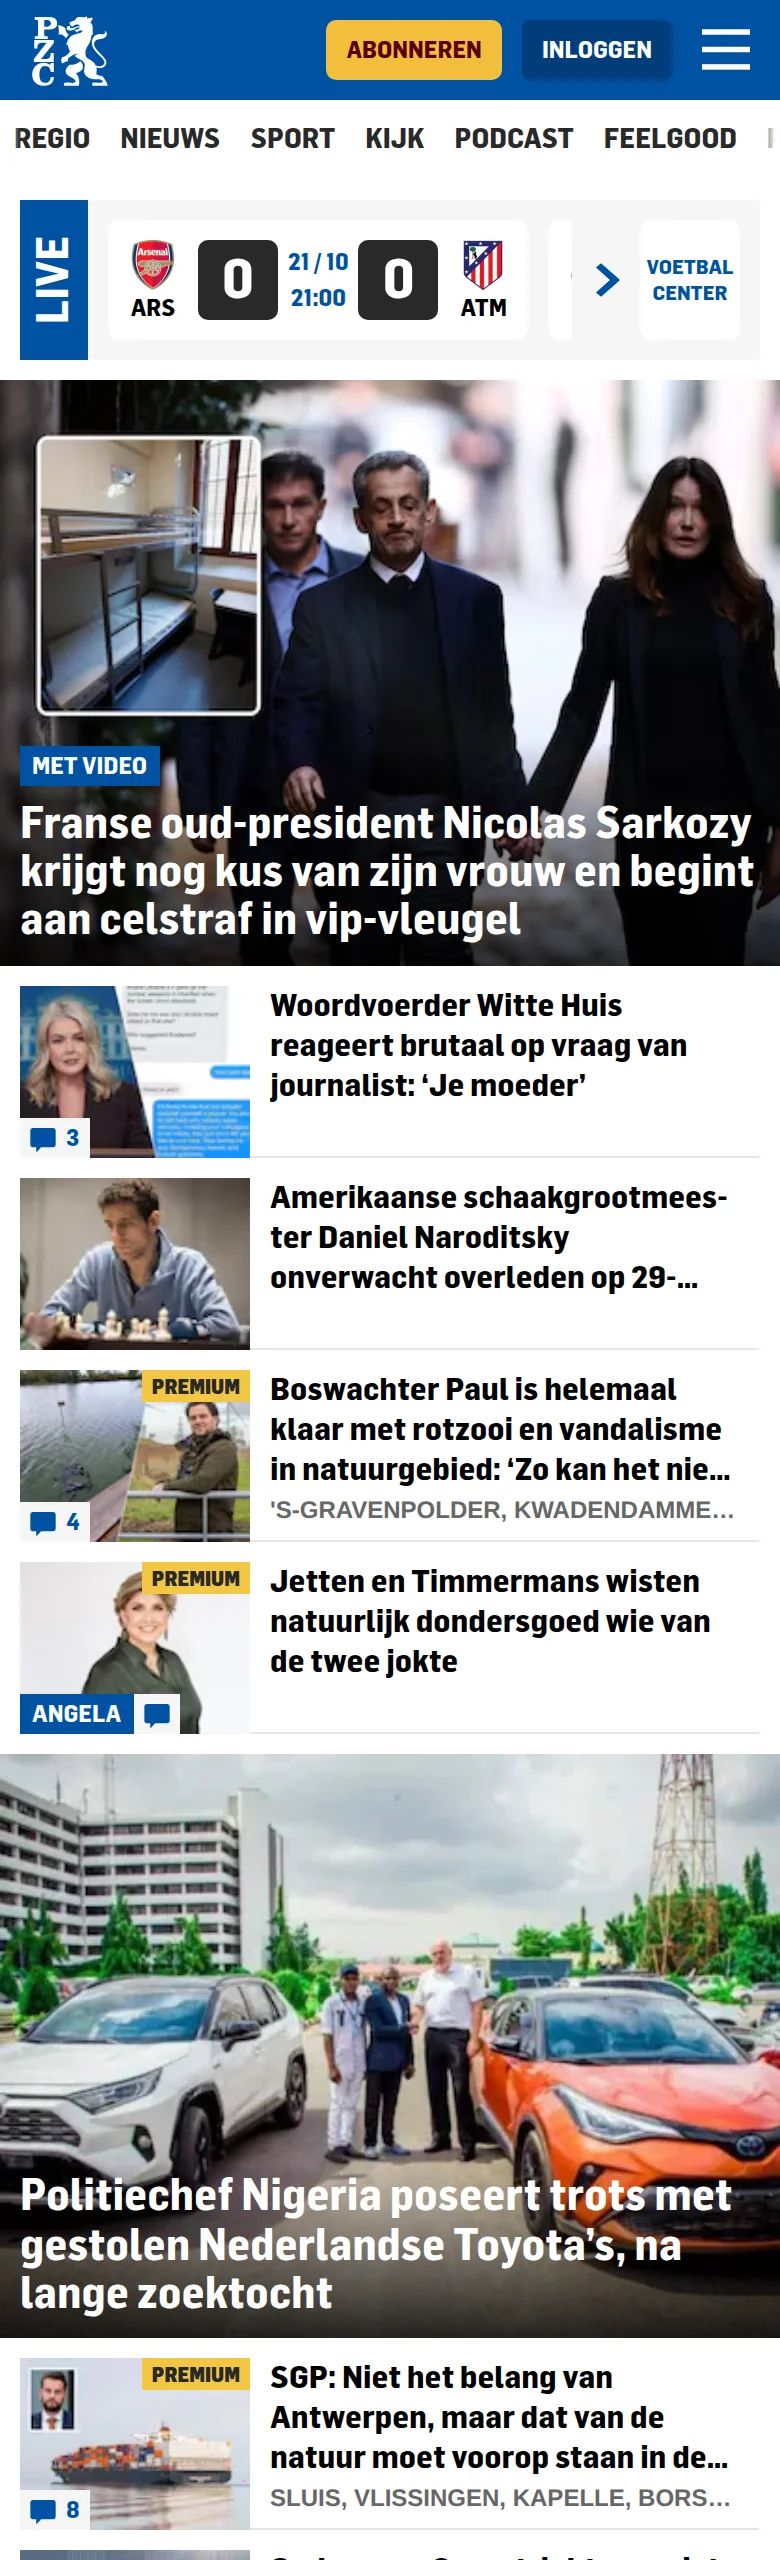 PZC
ABONNEREN
INLOGGEN
REGIO NIEUWS SPORT KIJK PODCAST FEELGOOD
LIVE
Arsenal
ARS
0
21 / 10
21:00
0
ATM
VOETBAL
CENTER
MET VIDEO
Franse oud-president Nicolas Sarkozy
krijgt nog kus van zijn vrouw en begint
aan celstraf in vip-vleugel
Woordvoerder Witte Huis
reageert brutaal op vraag van
journalist: ‘Je moeder’
3
Amerikaanse schaakgrootmees-
ter Daniel Naroditsky
onverwacht overleden op 29-...
PREMIUM
Boswachter Paul is helemaal
klaar met rotzooi en vandalisme
in natuurgebied: ‘Zo kan het nie...
'S-GRAVENPOLDER, KWADENDAMME...
4
PREMIUM
Jetten en Timmermans wisten
natuurlijk dondersgoed wie van
de twee jokte
ANGELA
Politiechef Nigeria poseert trots met
gestolen Nederlandse Toyota’s, na
lange zoektocht
PREMIUM
SGP: Niet het belang van
Antwerpen, maar dat van de
natuur moet voorop staan in de...
SLUIS, VLISSINGEN, KAPELLE, BORS...
8